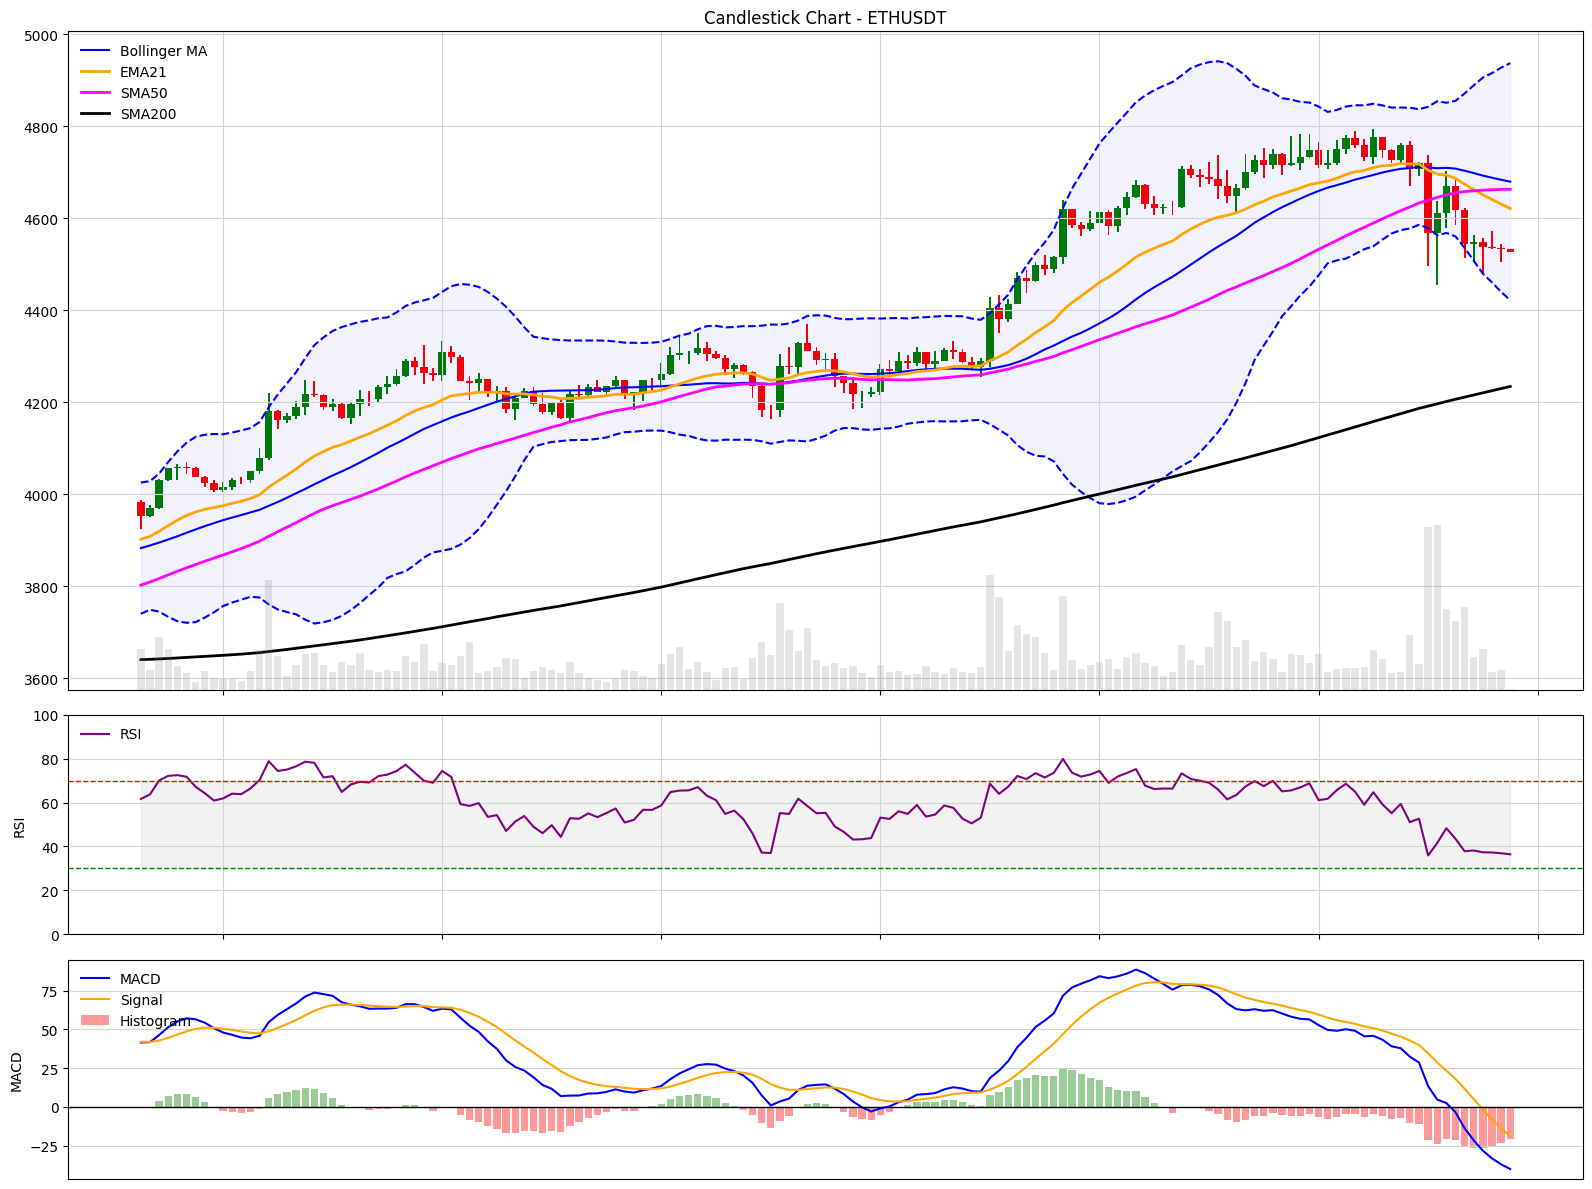 Candlestick Chart - ETHUSDT
5000
4800
4600
4400
4200
4000
3800
3600
Bollinger MA
EMA21
SMA50
SMA200
100
80
60
40
20
0
RSI
RSI
75
50
25
0
−25
MACD
MACD
Signal
Histogram